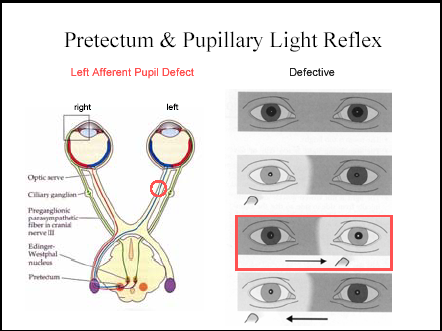 Pretectum & Pupillary Light Reflex
Left Afferent Pupil Defect
Defective
right
left
Optic nerve
Ciliary ganglion
Preganglionic
parasympathetic
fiber in cranial
nerve III
Edinger-
Westphal
nucleus
Pretectum